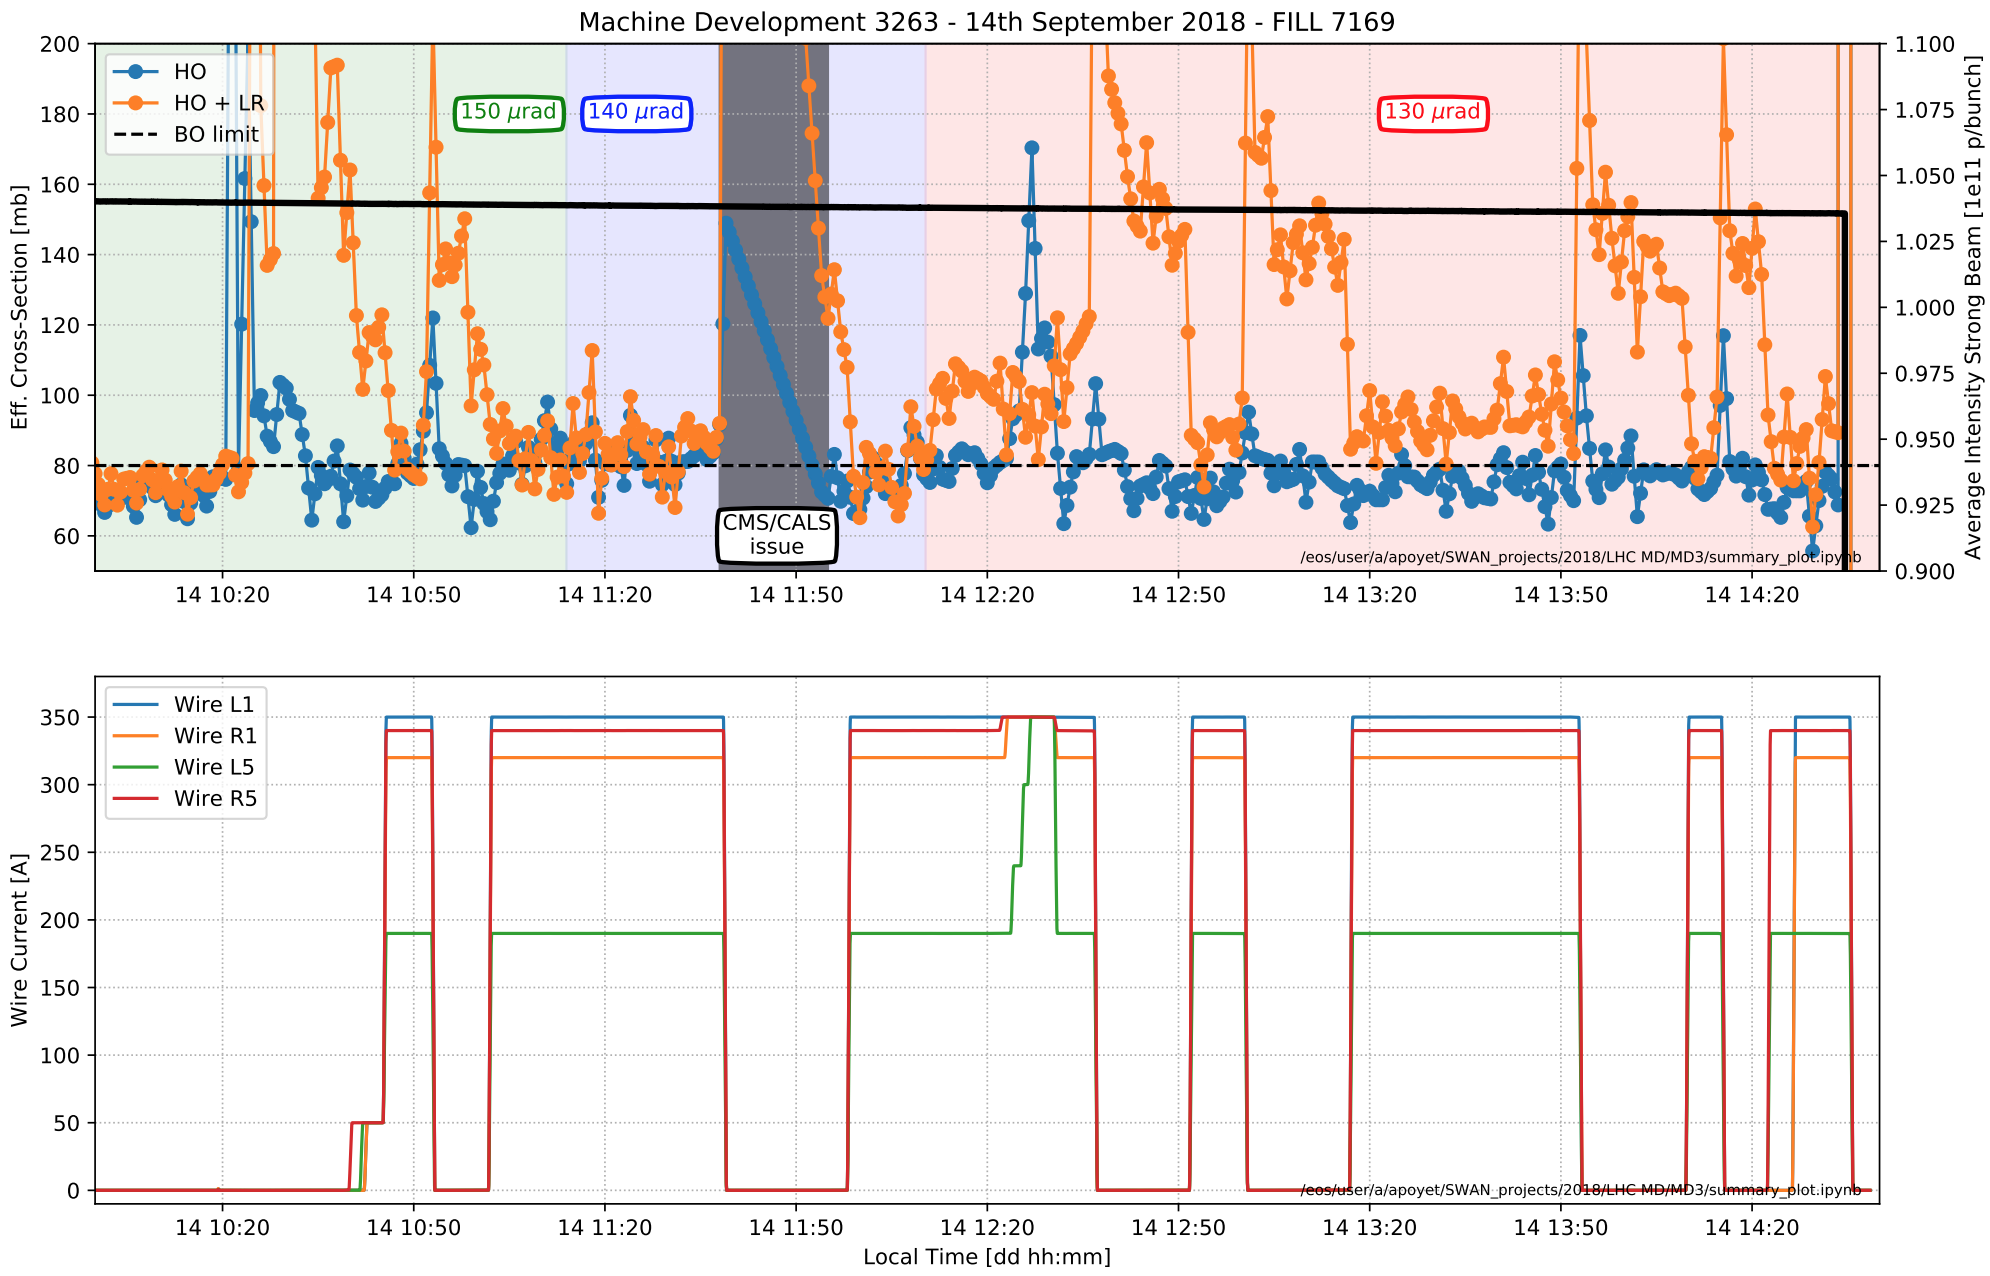 Machine Development 3263 - 14th September 2018 - FILL 7169
HO
HO + LR
BO limit
150 μrad
140 μrad
130 μrad
CMS/CALS
issue
Eff. Cross-Section [mb]
200
180
160
140
120
100
80
60
Average Intensity Strong Beam [1e11 p/bunch]
1.100
1.075
1.050
1.025
1.000
0.975
0.950
0.925
0.900
/eos/user/a/apoyet/SWAN_projects/2018/LHC MD/MD3/summary_plot.ipynb
14 10:20 14 10:50 14 11:20 14 11:50 14 12:20 14 12:50 14 13:20 14 13:50 14 14:20
Wire L1
Wire R1
Wire L5
Wire R5
Wire Current [A]
350
300
250
200
150
100
50
0
/eos/user/a/apoyet/SWAN_projects/2018/LHC MD/MD3/summary_plot.ipynb
14 10:20 14 10:50 14 11:20 14 11:50 14 12:20 14 12:50 14 13:20 14 13:50 14 14:20
Local Time [dd hh:mm]